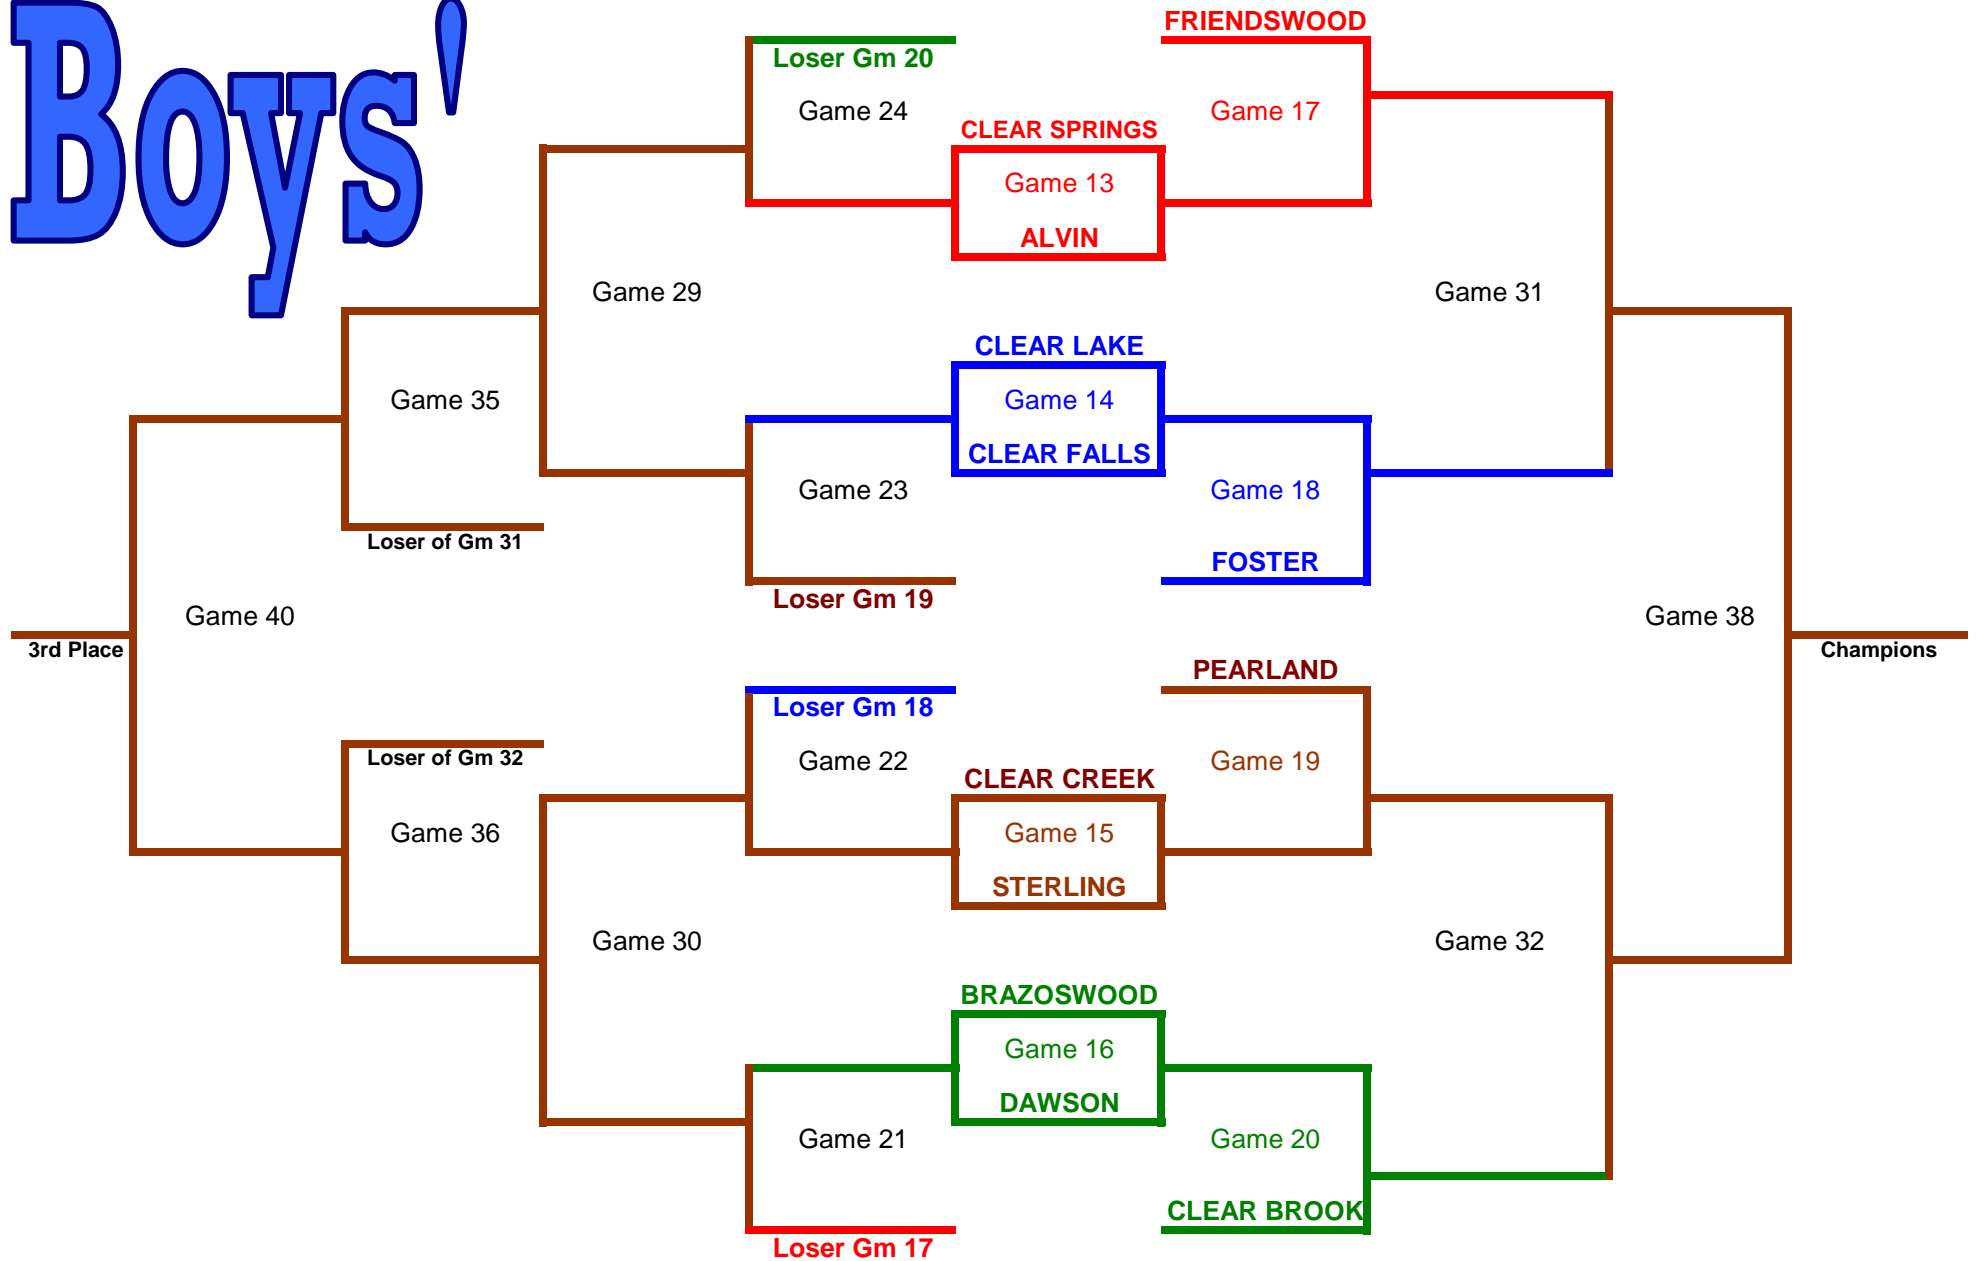 Boys'
FRIENDSWOOD
Loser Gm 20
Game 24
Game 17
CLEAR SPRINGS
Game 13
ALVIN
Game 29
Game 31
CLEAR LAKE
Game 35
Game 14
CLEAR FALLS
Game 23
Game 18
Loser of Gm 31
FOSTER
Loser Gm 19
Game 40
Game 38
3rd Place
Champions
PEARLAND
Loser Gm 18
Loser of Gm 32
Game 22
Game 19
CLEAR CREEK
Game 36
Game 15
STERLING
Game 30
Game 32
BRAZOSWOOD
Game 16
DAWSON
Game 21
Game 20
CLEAR BROOK
Loser Gm 17